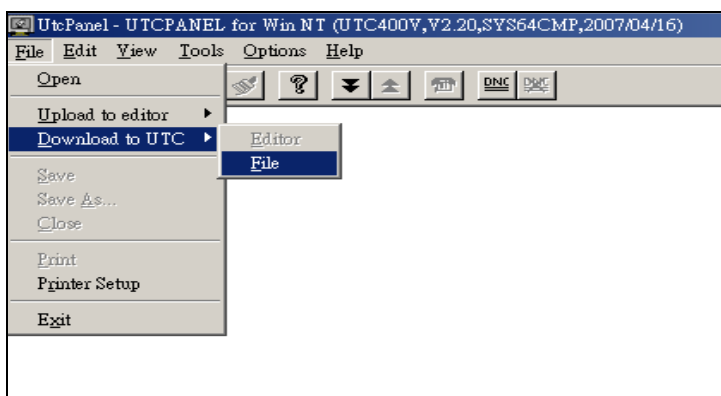 UtcPanel - UTCPANEL for Win NT (UTC400V,V2.20,SYS64CMP,2007/04/16)
File Edit View Tools Options Help
Open
DNC DNC
Upload to editor
Download to UTC
Editor
File
Save
Save As...
Close
Print
Printer Setup
Exit